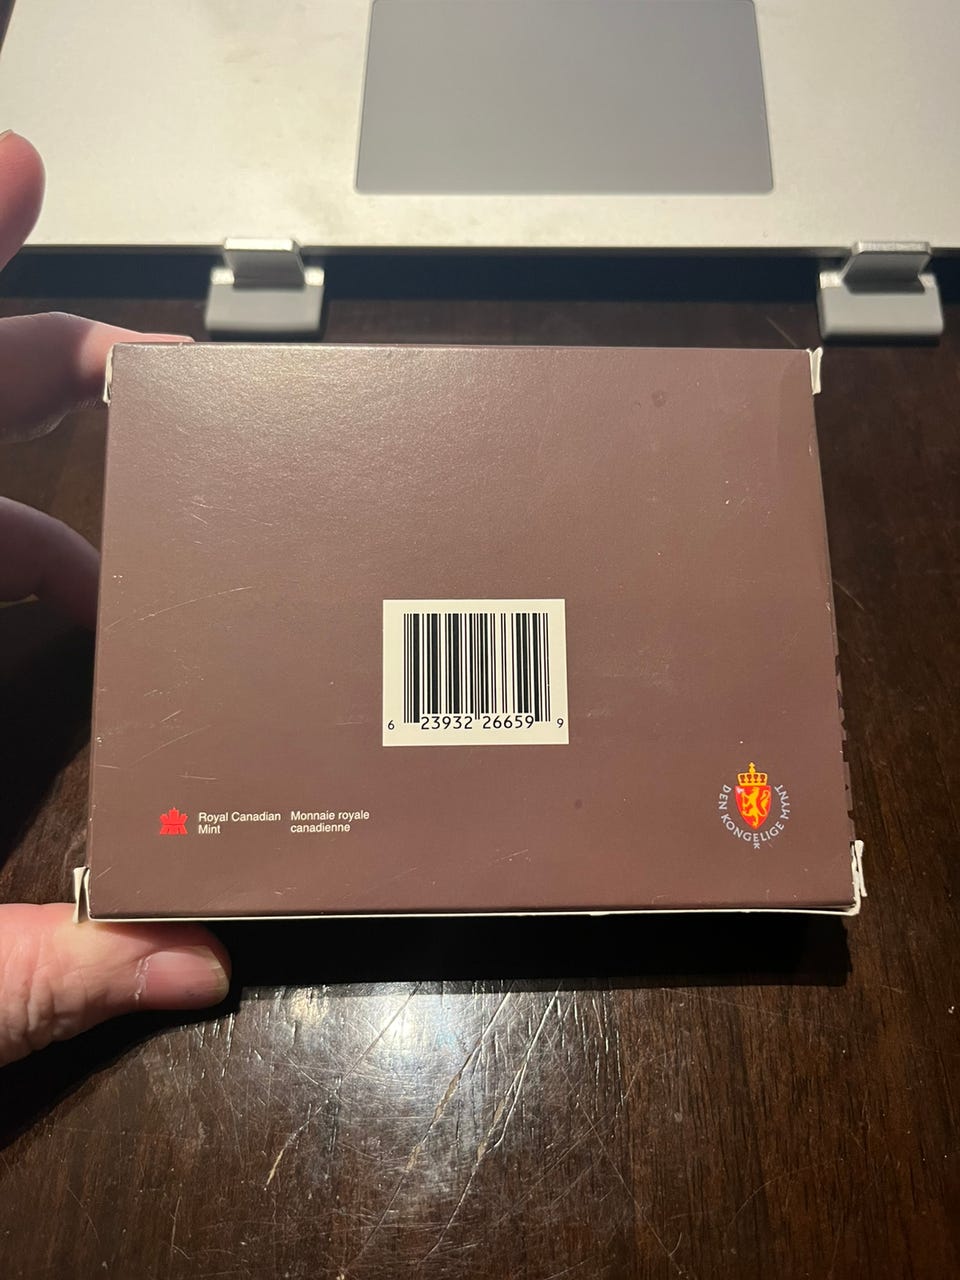 6 23932 26659 9
Royal Canadian Mint
Monnaie royale canadienne
DEN KONGELIGE MYNT
K